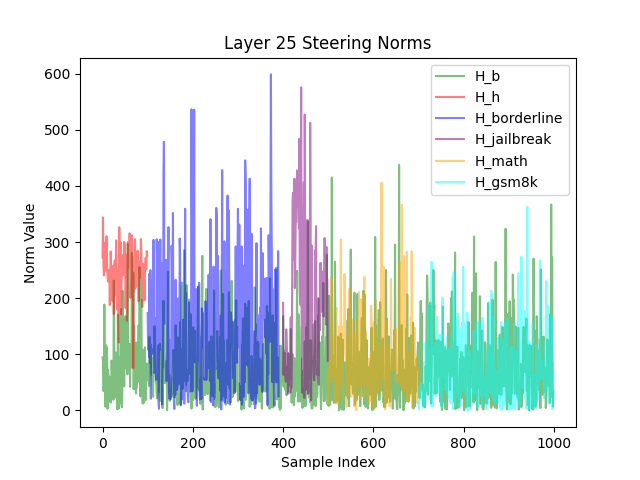 Layer 25 Steering Norms
600
500
400
300
200
100
0
Norm Value
0
200
400
600
800
1000
Sample Index
H_b
H_h
H_borderline
H_jailbreak
H_math
H_gsm8k